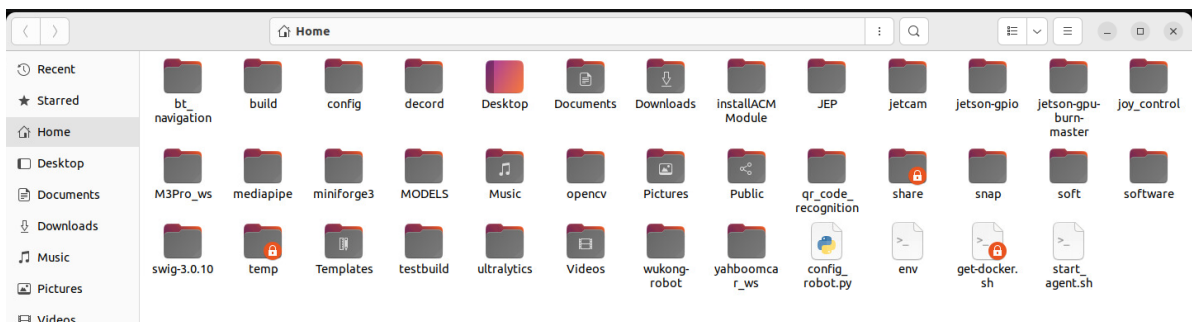 Home
Recent
Starred
Home
Desktop
Documents
Downloads
Music
Pictures
Videos
bt_
navigation
build
config
decord
Desktop
Documents
Downloads
installACM
Module
JEP
jetcam
jetson-gpio
jetson-gpu-
burn-
master
joy_control
M3Pro_ws
mediapipe
miniforge3
MODELS
Music
opencv
Pictures
Public
qr_code_
recognition
share
snap
soft
software
swig-3.0.10
temp
Templates
testbuild
ultralytics
Videos
wukong-
robot
yahboomca
r_ws
config_
robot.py
env
get-docker.
sh
start_
agent.sh